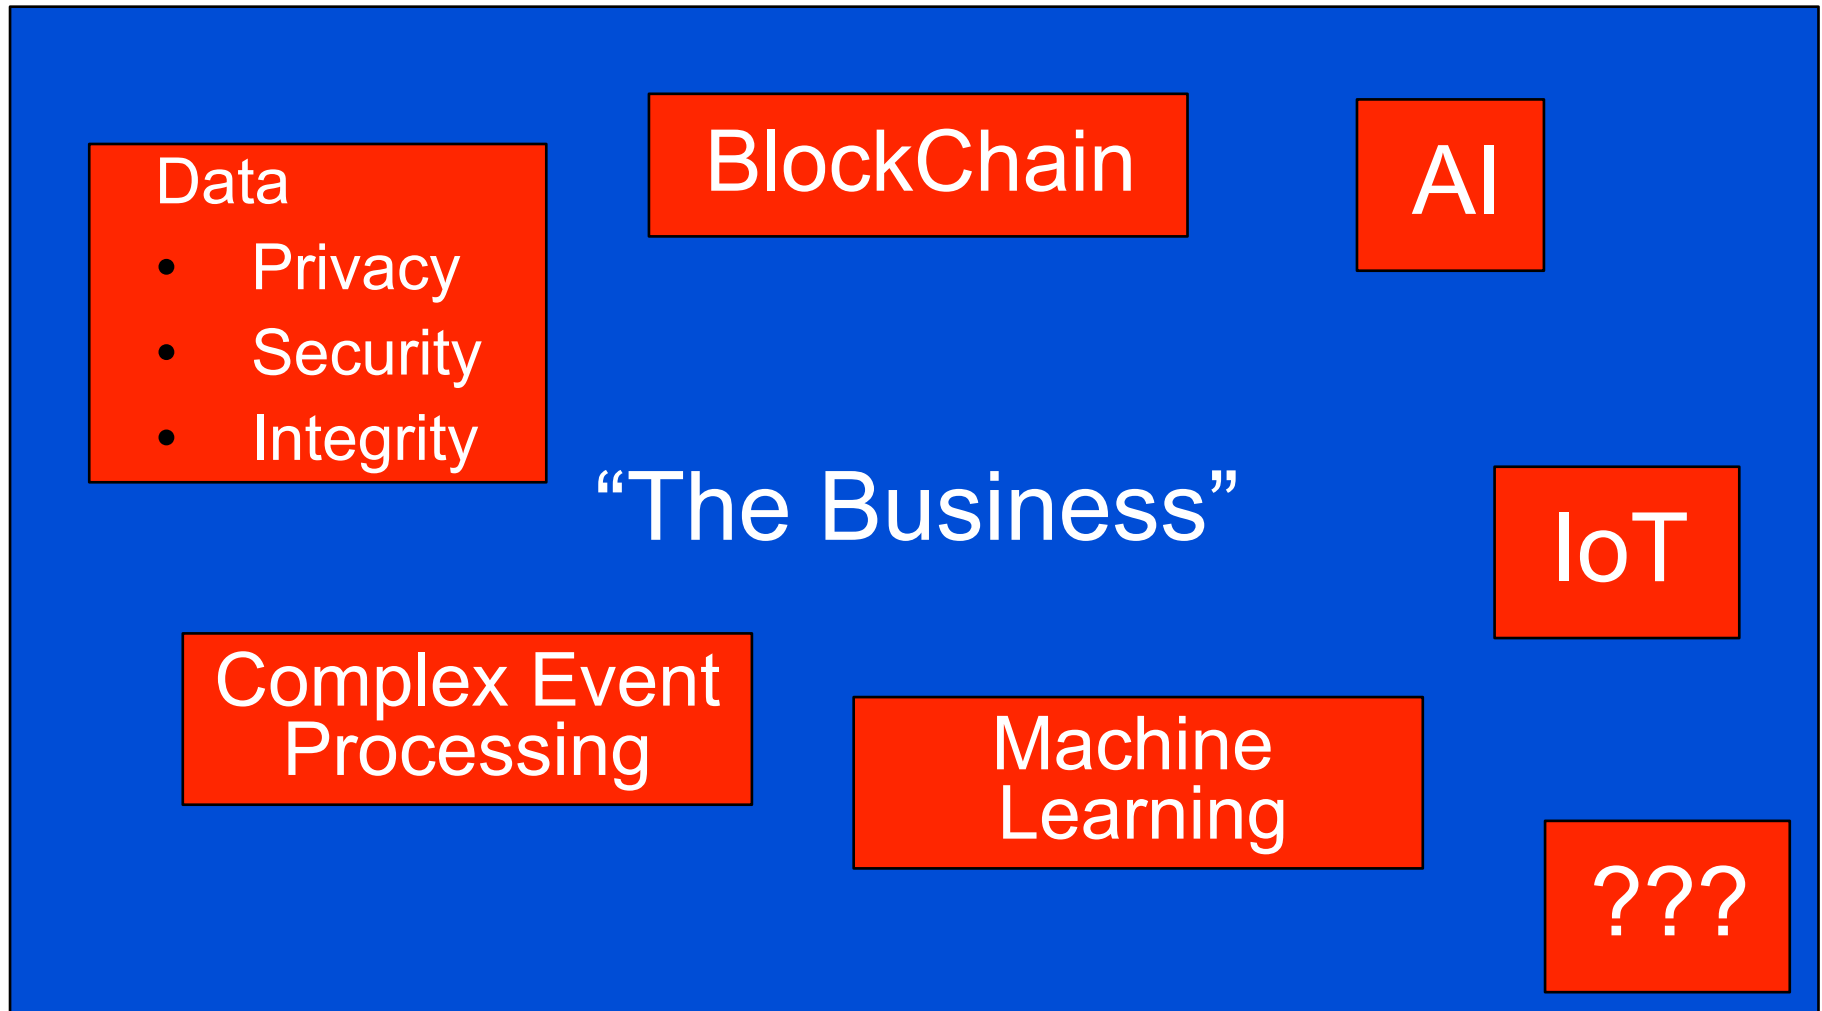 BlockChain
AI
Data
• Privacy
• Security
• Integrity
“The Business”
IoT
Complex Event
Processing
Machine
Learning
???